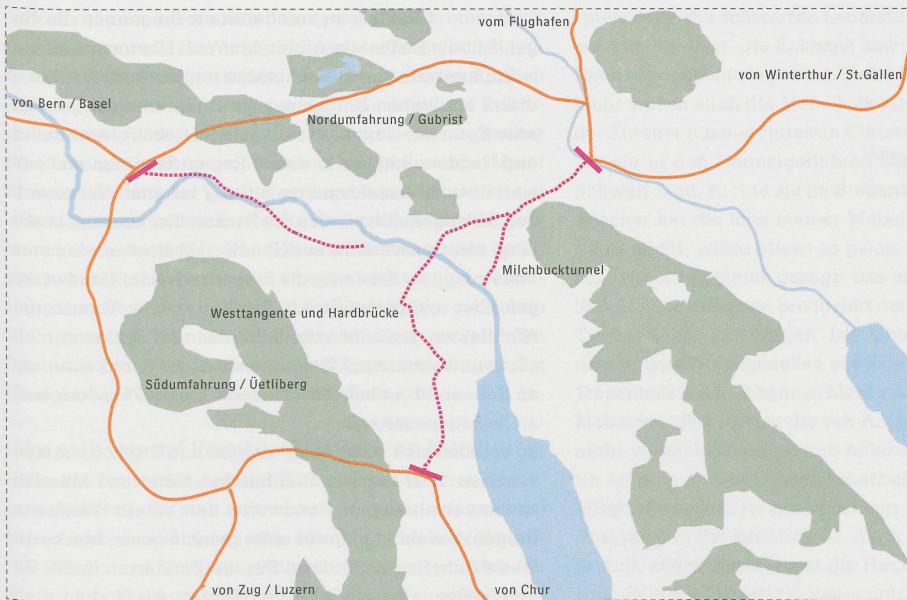 vom Flughafen
von Winterthur / St.Gallen
von Bern / Basel
Nordumfahrung / Gubrist
Milchbucktunnel
Westtangente und Hardbrücke
Südumfahrung / Üetliberg
von Zug / Luzern
von Chur